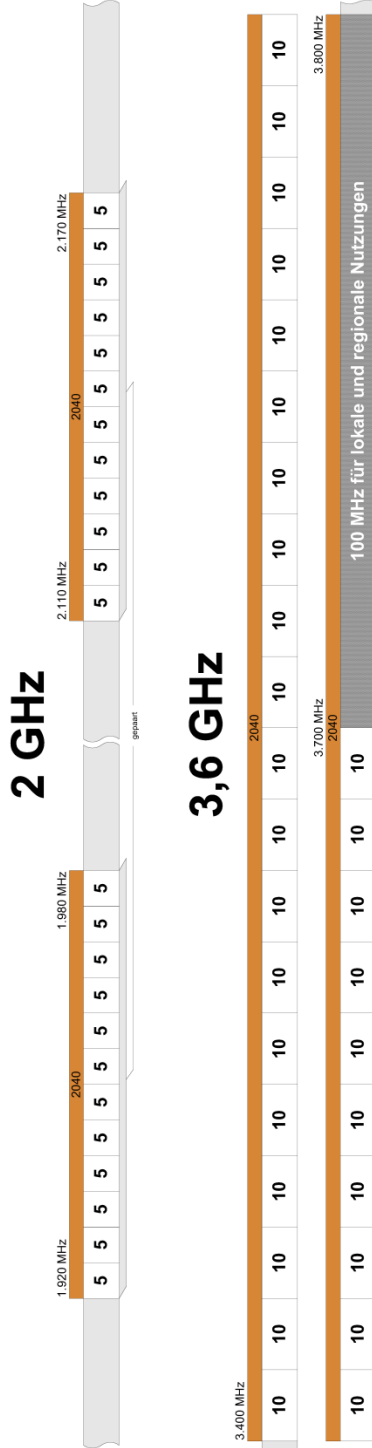 2 GHz
1.920 MHz 1.980 MHz 2.110 MHz 2.170 MHz
2040 2040
5 5 5 5 5 5 5 5 5 5 5 5 5 5 5 5 5 5 5 5 5 5 5 5
gepaart
3,6 GHz
3.400 MHz
2040
10 10 10 10 10 10 10 10 10 10 10 10 10 10 10 10 10 10 10 10
3.700 MHz 3.800 MHz
2040
10 10 10 10 10 10 10 10 10 10 100 MHz für lokale und regionale Nutzungen